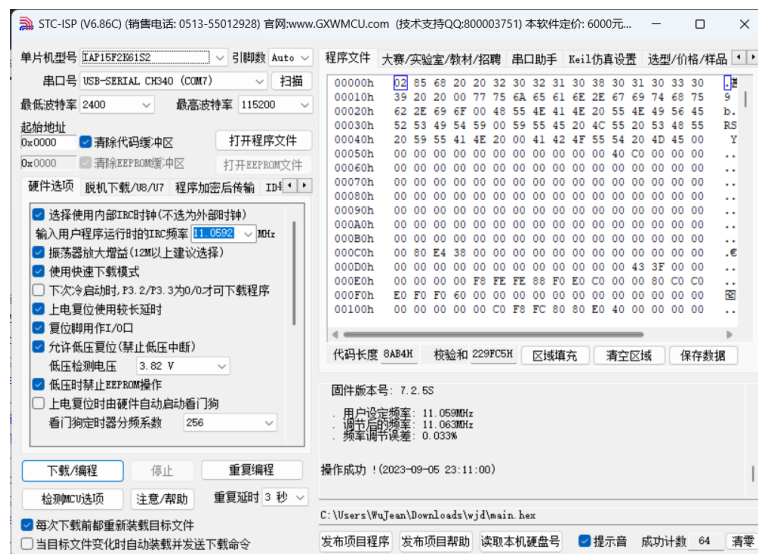 STC-ISP (V6.86C) (销售电话: 0513-55012928) 官网:www.GXWMCU.com (技术支持QQ:800003751) 本软件定价: 6000元...
单片机型号 IAP15F2K61S2 引脚数 Auto
串口号 USB-SERIAL CH340 (COM7) 扫描
最低波特率 2400 最高波特率 115200
起始地址
0x0000 清除代码缓冲区 打开程序文件
0x0000 清除EEPROM缓冲区 打开EEPROM文件
硬件选项 脱机下载/U8/U7 程序加密后传输
选择使用内部IRC时钟(不选为外部时钟)
输入用户程序运行时的IRC频率 11.0592 MHz
振荡器放大增益(12M以上建议选择)
使用快速下载模式
下次冷启动时,P3.2/P3.3为0/0才可下载程序
上电复位使用较长延时
复位脚用作I/O口
允许低压复位(禁止低压中断)
低压检测电压 3.82 V
低压时禁止EEPROM操作
上电复位时由硬件自动启动看门狗
看门狗定时器分频系数 256
下载/编程 停止 重复编程
检测MCU选项 注意/帮助 重复延时 3 秒
每次下载前都重新装载目标文件
当目标文件变化时自动装载并发送下载命令
程序文件 大赛/实验室/教材/招聘 串口助手 Keil仿真设置 选型/价格/样品
00000h 02 85 68 20 20 32 30 32 31 30 38 30 31 30 33 30
00010h 39 20 20 00 77 75 6A 65 61 6E 2E 67 69 74 68 75 9
00020h 62 2E 69 6F 00 48 55 4E 41 4E 20 55 4E 49 56 45 b.
00030h 52 53 49 54 59 00 59 55 45 20 4C 55 20 53 48 55 RS
00040h 20 59 55 41 4E 20 00 41 42 4F 55 54 20 4D 45 00 Y
00050h 00 00 00 00 00 00 00 00 00 00 00 00 40 C0 00 00 ..
00060h 00 00 00 00 00 00 00 00 00 00 00 00 00 00 00 00 ..
00070h 00 00 00 00 00 00 00 00 00 00 00 00 00 00 00 00 ..
00080h 00 00 00 00 00 00 00 00 00 00 00 00 00 00 00 00 ..
00090h 00 00 00 00 00 00 00 00 00 00 00 00 00 00 00 00 ..
000A0h 00 00 00 00 00 00 00 00 00 00 00 00 00 00 00 00 ..
000B0h 00 00 00 00 00 00 00 00 00 00 00 00 00 00 00 00 ..
000C0h 00 80 E4 38 00 00 00 00 00 00 00 00 00 00 00 00 .€
000D0h 00 00 00 00 00 00 00 00 00 00 00 00 43 3F 00 00 ..
000E0h 00 00 00 00 00 F8 FE FE 88 F0 E0 C0 00 00 80 C0 C0 ..
000F0h E0 F0 F0 60 00 00 00 00 00 00 00 00 00 00 00 00
00100h 00 00 00 00 00 C0 F8 FC 80 80 E0 40 00 00 00 00 ..
代码长度 8AB4H 校验和 229FC5H 区域填充 清空区域 保存数据
固件版本号: 7.2.5S
. 用户设定频率: 11.059MHz
. 调节后的频率: 11.063MHz
. 频率调节误差: 0.033%
操作成功 !(2023-09-05 23:11:00)
C:\Users\WuJean\Downloads\wjd\main.hex
发布项目程序 发布项目帮助 读取本机硬盘号 提示音 成功计数 64 清零